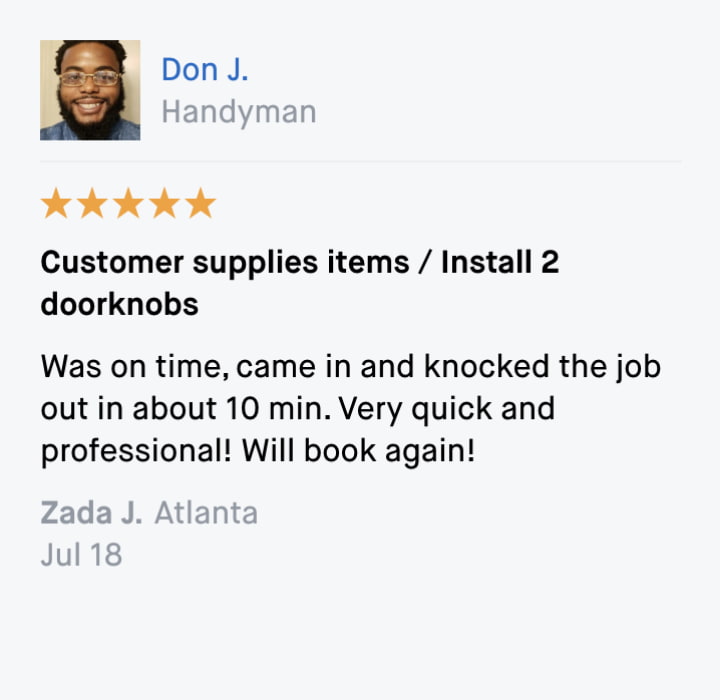 Don J.
Handyman
Customer supplies items / Install 2
doorknobs
Was on time, came in and knocked the job
out in about 10 min. Very quick and
professional! Will book again!
Zada J. Atlanta
Jul 18